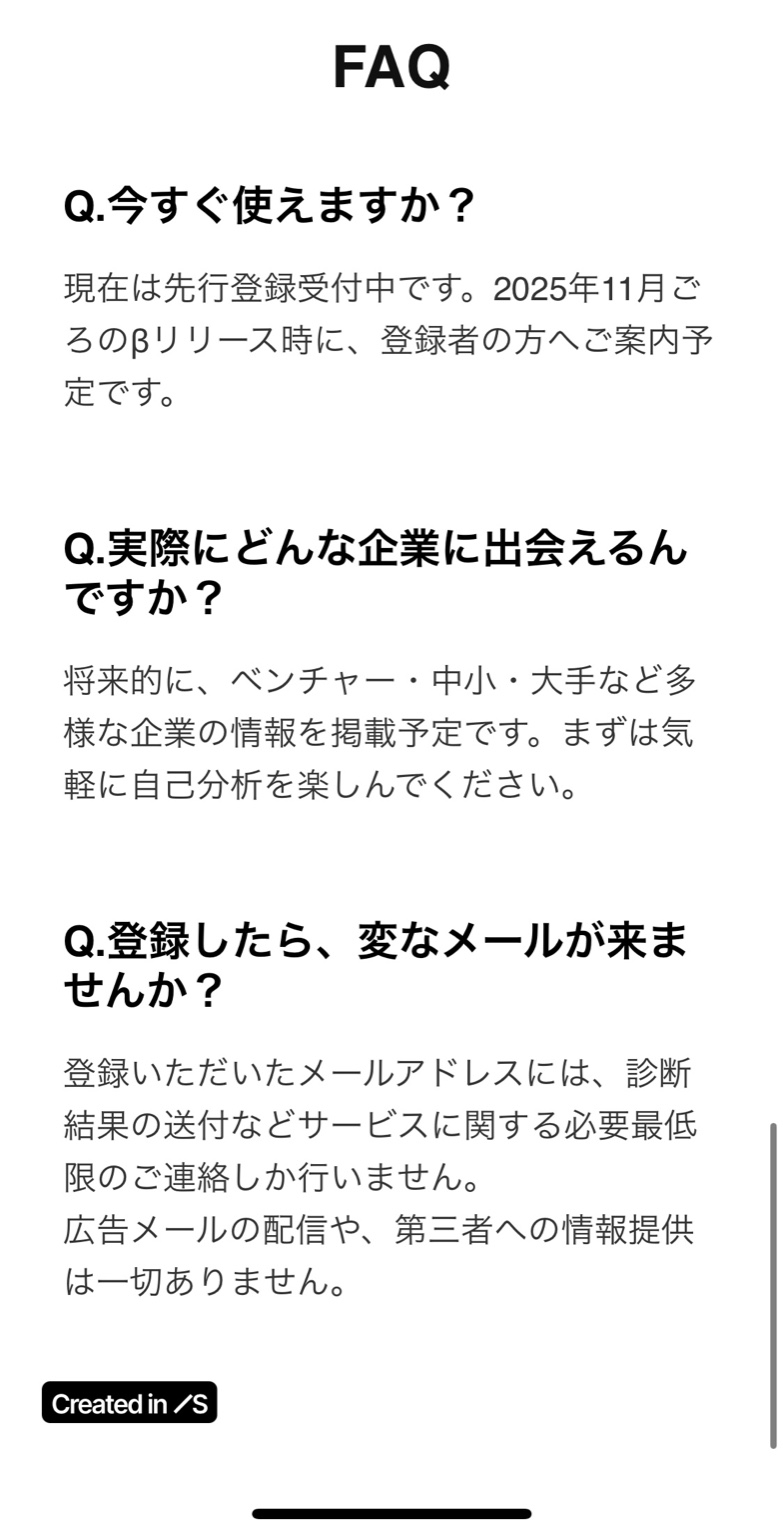 FAQ
Q.今すぐ使えますか？
現在は先行登録受付中です。2025年11月ご
ろのβリリース時に、登録者の方へご案内予
定です。
Q.実際にどんな企業に出会えるん
ですか？
将来的に、ベンチャー・中小・大手など多
様な企業の情報を掲載予定です。まずは気
軽に自己分析を楽しんでください。
Q.登録したら、変なメールが来ま
せんか？
登録いただいたメールアドレスには、診断
結果の送付などサービスに関する必要最低
限のご連絡しか行いません。
広告メールの配信や、第三者への情報提供
は一切ありません。
Created in ⁄S